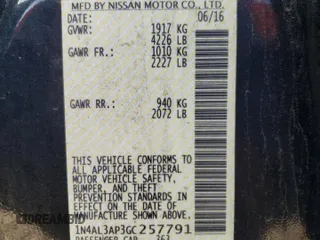 MFD BY NISSAN MOTOR CO., LTD.
06/16
GVWR: 1917 KG
4226 LB
GAWR FR.: 1010 KG
2227 LB
GAWR RR.: 940 KG
2072 LB
THIS VEHICLE CONFORMS TO
ALL APPLICABLE FEDERAL
MOTOR VEHICLE SAFETY,
BUMPER, AND THEFT
PREVENTION STANDARDS IN
EFFECT ON THE DATE OF
MANUFACTURE SHOWN ABOVE.
1N4AL3AP3GC257791
PASSENGER CAR 363